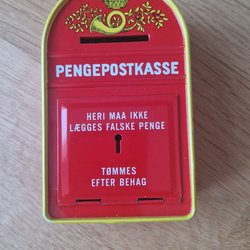 PENGEPOSTKASSE
HERI MAA IKKE
LÆGGES FALSKE PENGE
TØMMES
EFTER BEHAG